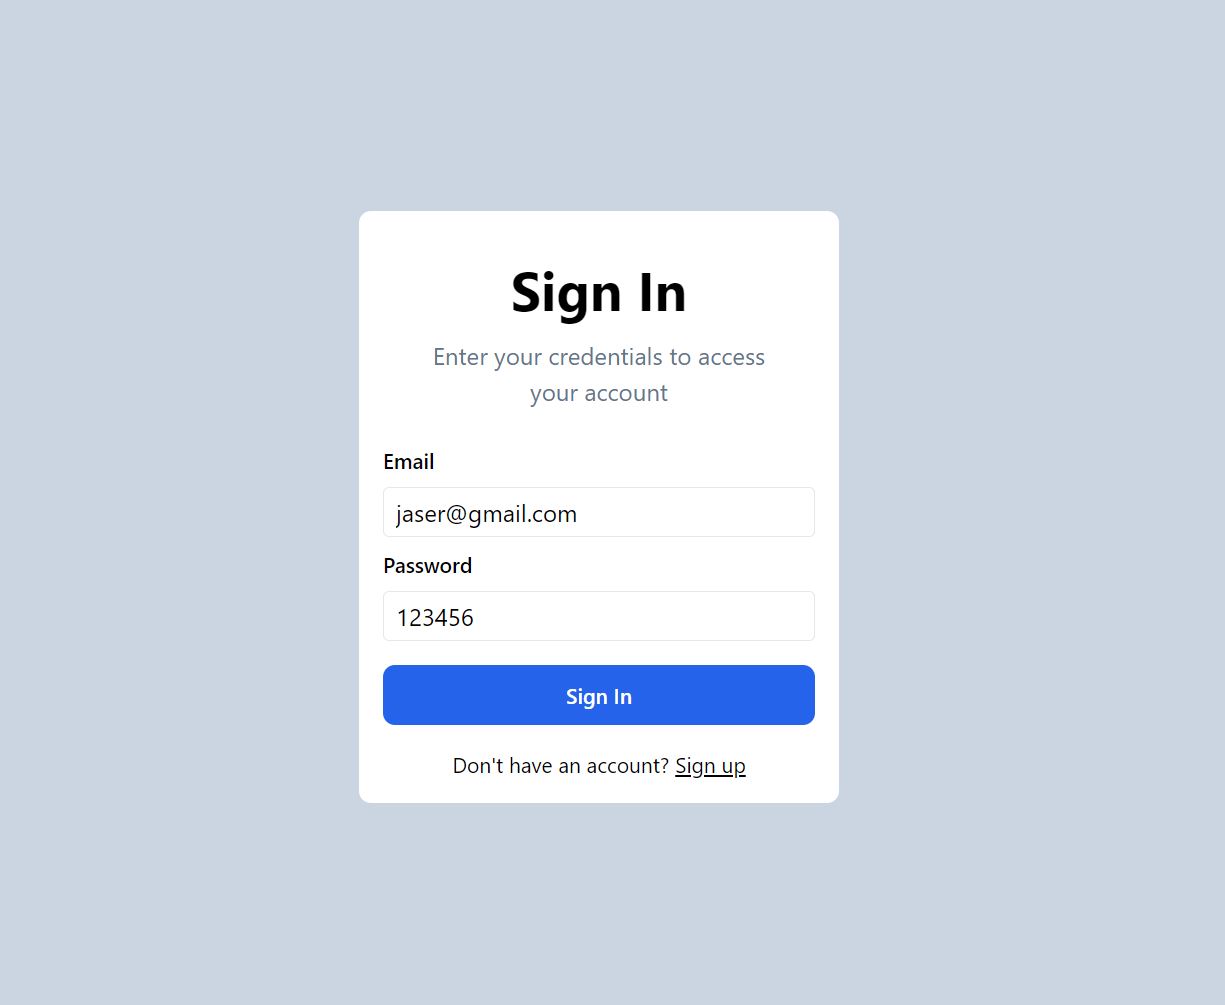 Sign In
Enter your credentials to access
your account
Email
jaser@gmail.com
Password
123456
Sign In
Don't have an account? Sign up